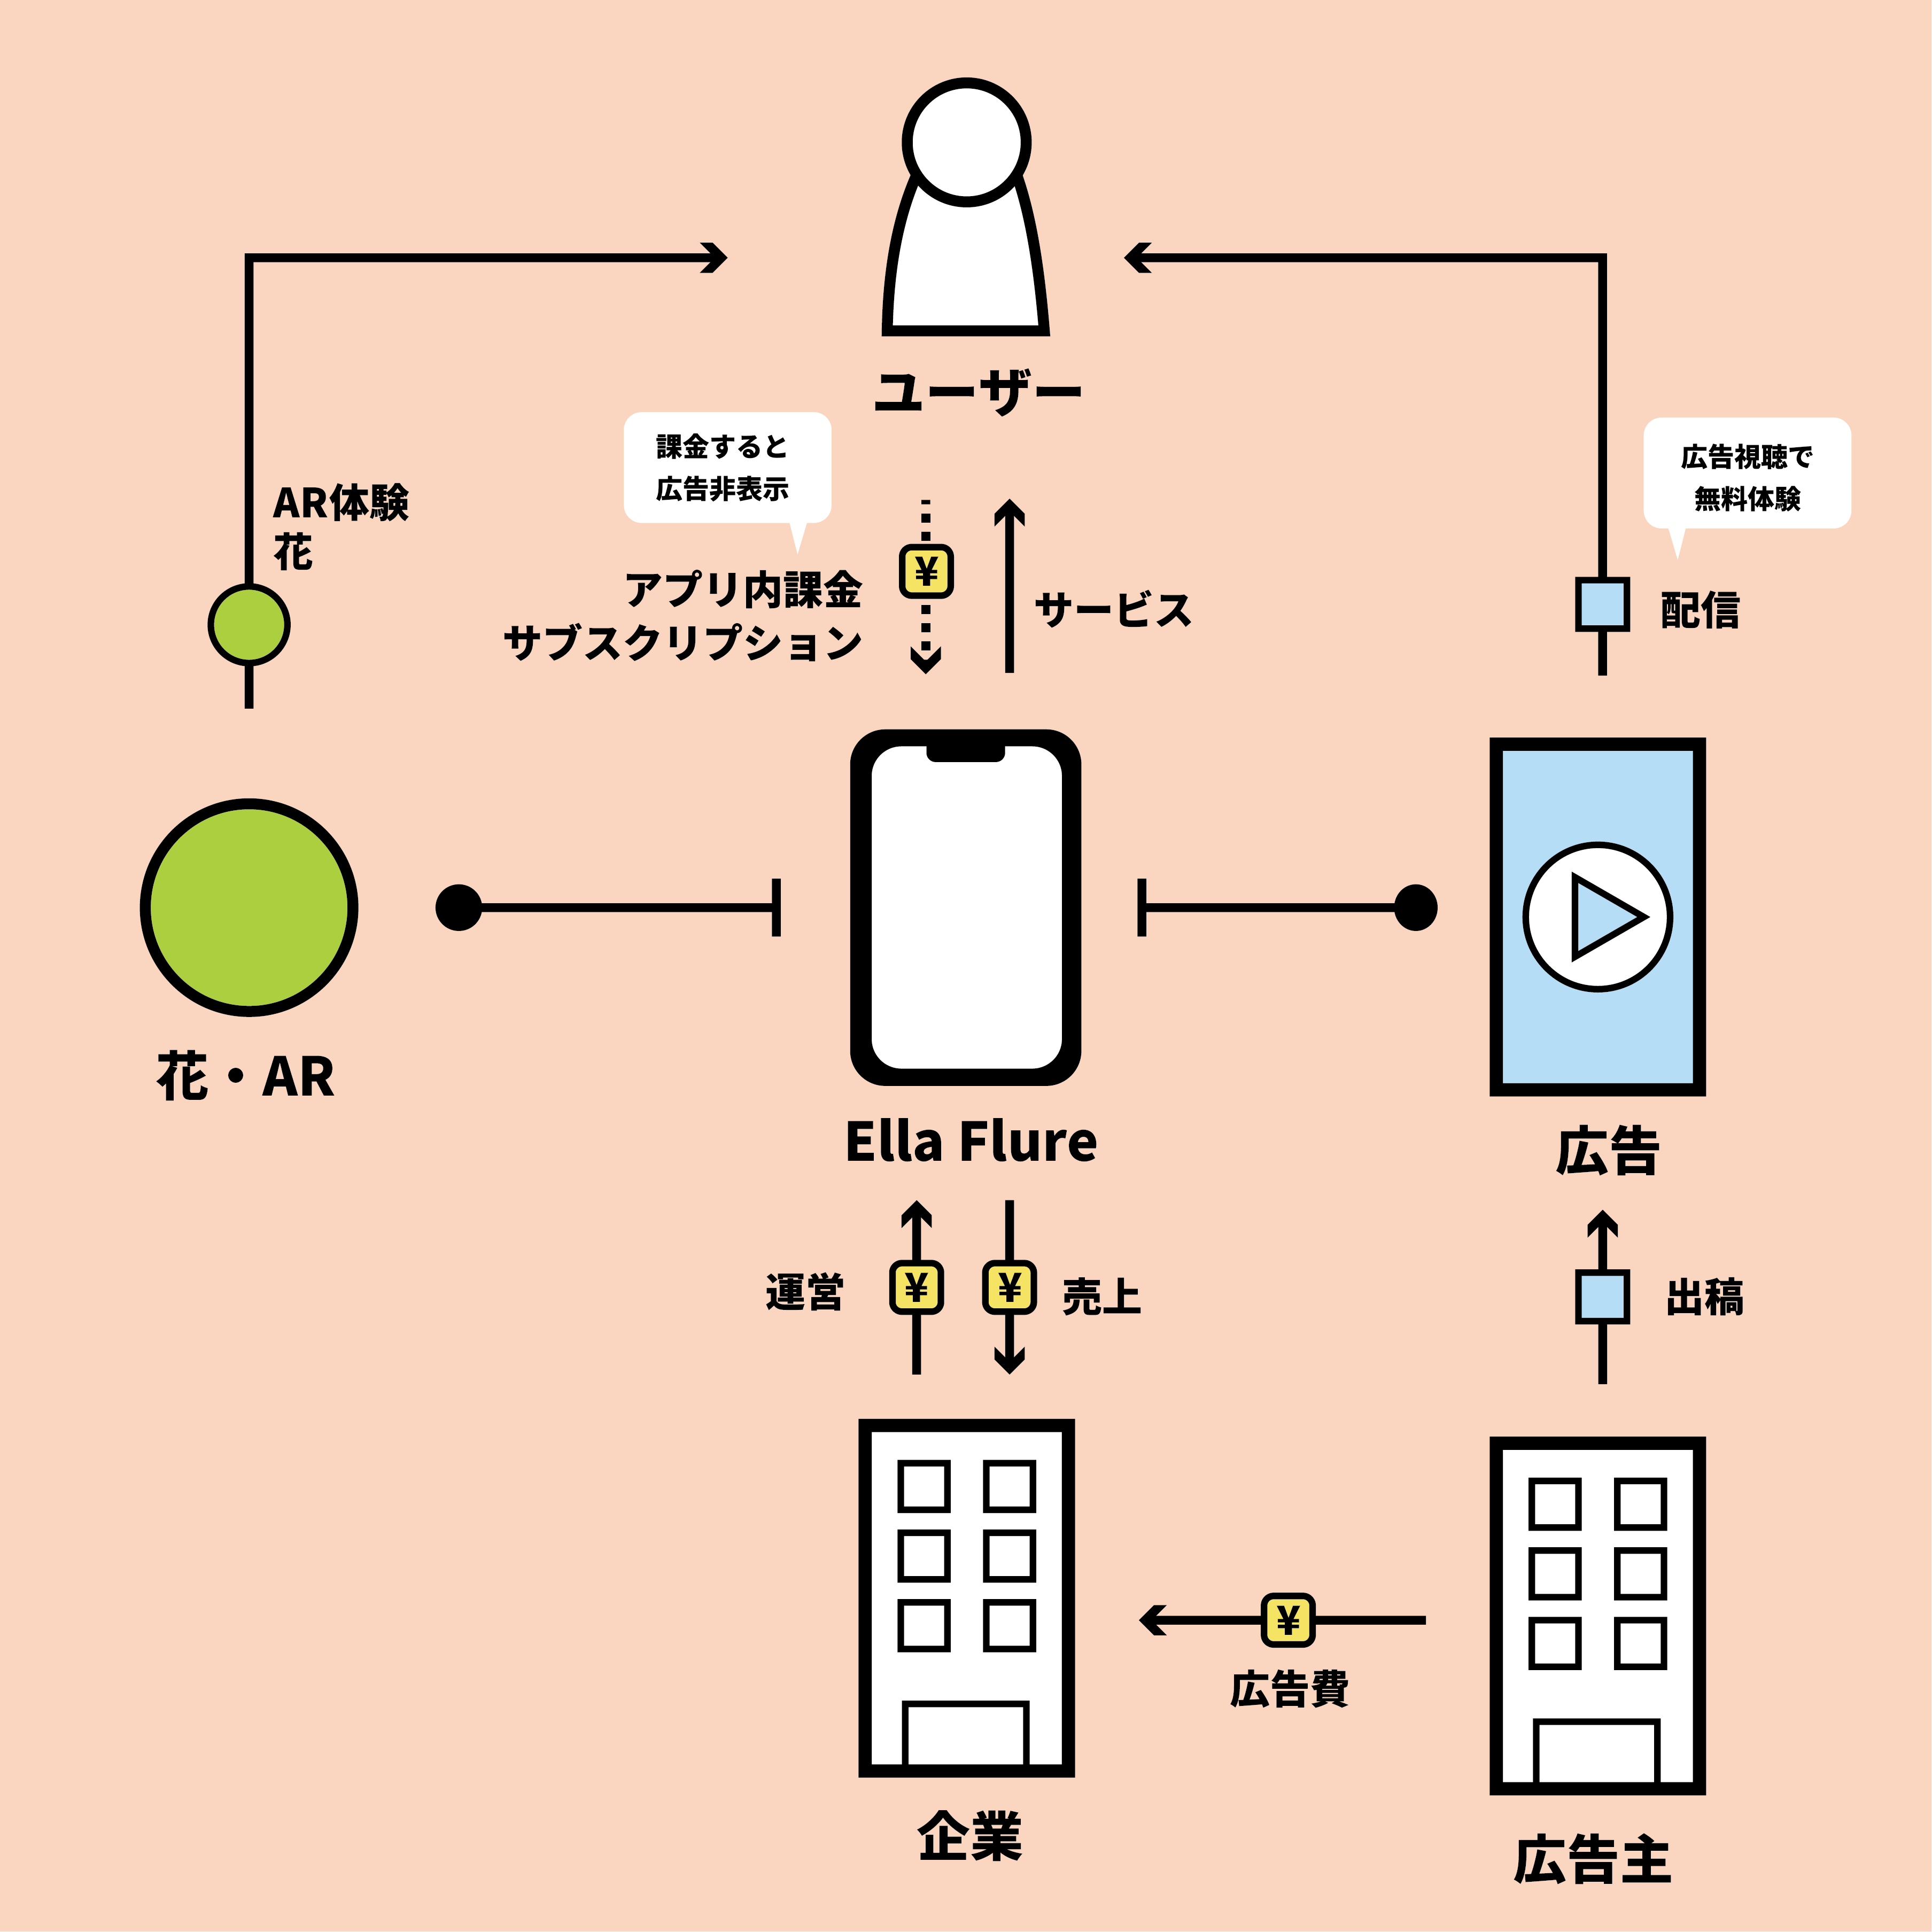 ユーザー
課金すると
広告非表示
広告視聴で
無料体験
AR体験
花
¥
アプリ内課金
サブスクリプション
サービス
配信
花・AR
Ella Flure
広告
運営
¥
¥
売上
出稿
¥
広告費
企業
広告主